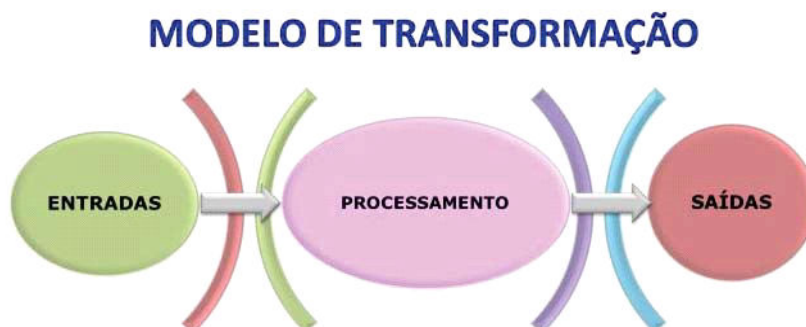 MODELO DE TRANSFORMAÇÃO
ENTRADAS
PROCESSAMENTO
SAÍDAS